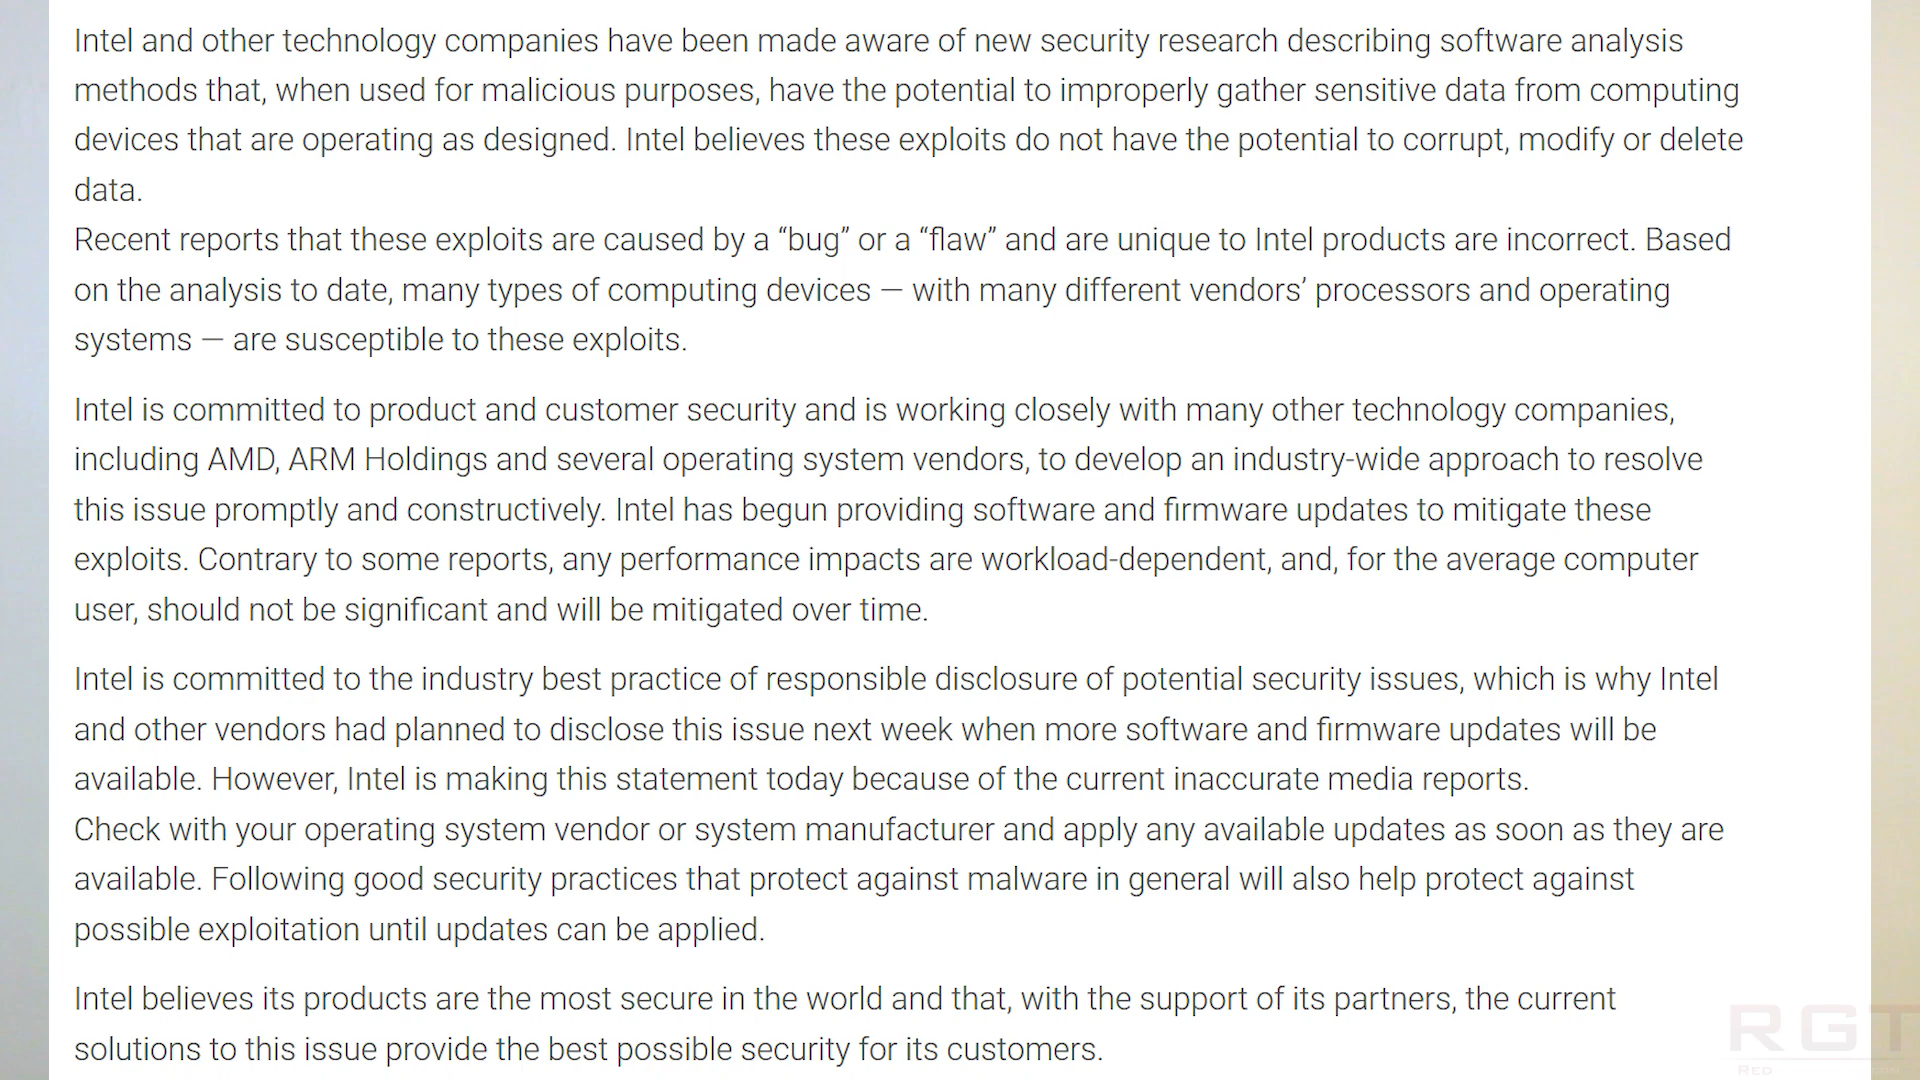 Intel and other technology companies have been made aware of new security research describing software analysis
methods that, when used for malicious purposes, have the potential to improperly gather sensitive data from computing
devices that are operating as designed. Intel believes these exploits do not have the potential to corrupt, modify or delete
data.
Recent reports that these exploits are caused by a “bug” or a “flaw” and are unique to Intel products are incorrect. Based
on the analysis to date, many types of computing devices — with many different vendors’ processors and operating
systems — are susceptible to these exploits.
Intel is committed to product and customer security and is working closely with many other technology companies,
including AMD, ARM Holdings and several operating system vendors, to develop an industry-wide approach to resolve
this issue promptly and constructively. Intel has begun providing software and firmware updates to mitigate these
exploits. Contrary to some reports, any performance impacts are workload-dependent, and, for the average computer
user, should not be significant and will be mitigated over time.
Intel is committed to the industry best practice of responsible disclosure of potential security issues, which is why Intel
and other vendors had planned to disclose this issue next week when more software and firmware updates will be
available. However, Intel is making this statement today because of the current inaccurate media reports.
Check with your operating system vendor or system manufacturer and apply any available updates as soon as they are
available. Following good security practices that protect against malware in general will also help protect against
possible exploitation until updates can be applied.
Intel believes its products are the most secure in the world and that, with the support of its partners, the current
solutions to this issue provide the best possible security for its customers.
RGT
RED